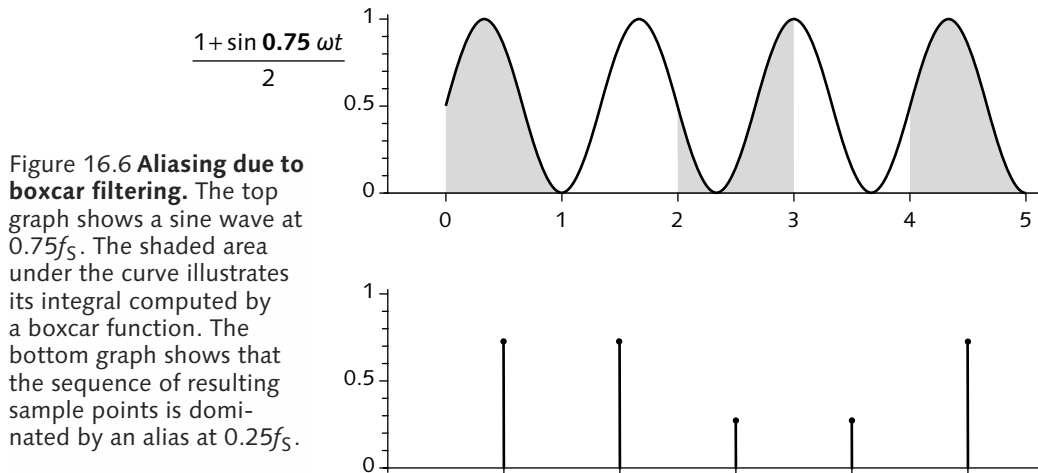 1+ sin 0.75 ωt
2
1
0.5
0
0 1 2 3 4 5
Figure 16.6 Aliasing due to
boxcar filtering. The top
graph shows a sine wave at
0.75fS. The shaded area
under the curve illustrates
its integral computed by
a boxcar function. The
bottom graph shows that
the sequence of resulting
sample points is domi-
nated by an alias at 0.25fS.
1
0.5
0